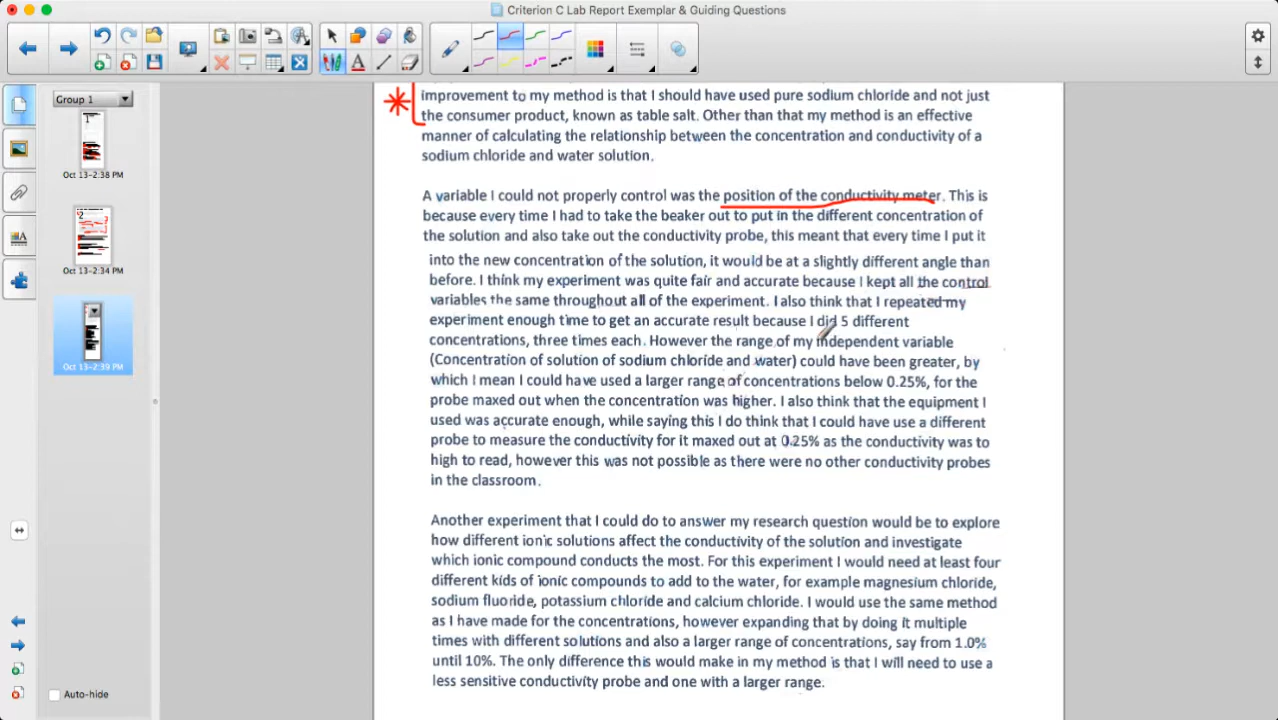 Criterion C Lab Report Exemplar & Guiding Questions
Group 1
1
Oct 13-2:38 PM
2
Oct 13-2:34 PM
Oct 13-2:39 PM
Auto-hide
improvement to my method is that I should have used pure sodium chloride and not just
the consumer product, known as table salt. Other than that my method is an effective
manner of calculating the relationship between the concentration and conductivity of a
sodium chloride and water solution.
A variable I could not properly control was the position of the conductivity meter. This is
because every time I had to take the beaker out to put in the different concentration of
the solution and also take out the conductivity probe, this meant that every time I put it
into the new concentration of the solution, it would be at a slightly different angle than
before. I think my experiment was quite fair and accurate because I kept all the control
variables the same throughout all of the experiment. I also think that I repeated my
experiment enough time to get an accurate result because I did 5 different
concentrations, three times each. However the range of my independent variable
(Concentration of solution of sodium chloride and water) could have been greater, by
which I mean I could have used a larger range of concentrations below 0.25%, for the
probe maxed out when the concentration was higher. I also think that the equipment I
used was accurate enough, while saying this I do think that I could have use a different
probe to measure the conductivity for it maxed out at 0.25% as the conductivity was to
high to read, however this was not possible as there were no other conductivity probes
in the classroom.
Another experiment that I could do to answer my research question would be to explore
how different ionic solutions affect the conductivity of the solution and investigate
which ionic compound conducts the most. For this experiment I would need at least four
different kids of ionic compounds to add to the water, for example magnesium chloride,
sodium fluoride, potassium chloride and calcium chloride. I would use the same method
as I have made for the concentrations, however expanding that by doing it multiple
times with different solutions and also a larger range of concentrations, say from 1.0%
until 10%. The only difference this would make in my method is that I will need to use a
less sensitive conductivity probe and one with a larger range.